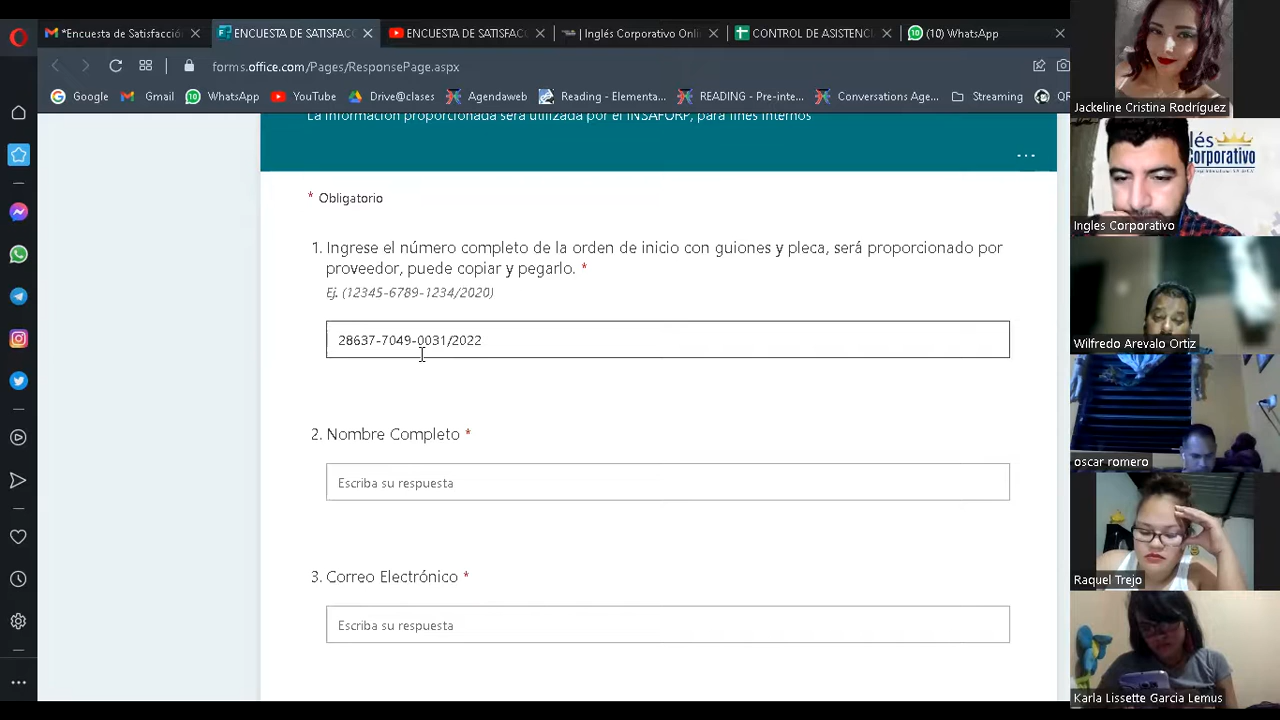 *Encuesta de Satisfacció
ENCUESTA DE SATISFAC
ENCUESTA DE SATISFAC
| Inglés Corporativo Onli
CONTROL DE ASISTENC
(10) WhatsApp
forms.office.com/Pages/ResponsePage.aspx
Google
Gmail
WhatsApp
YouTube
Drive@clases
Agendaweb
Reading - Elementa...
READING - Pre-inte...
Conversations Age...
Streaming
QR
La información proporcionada será utilizada por el INSAFORP, para fines internos
* Obligatorio
1. Ingrese el número completo de la orden de inicio con guiones y pleca, será proporcionado por
proveedor, puede copiar y pegarlo. *
Ej. (12345-6789-1234/2020)
28637-7049-0031/2022
2. Nombre Completo *
Escriba su respuesta
3. Correo Electrónico *
Escriba su respuesta
Jackeline Cristina Rodríguez
lés
Corporativo
Ingles Corporativo
Wilfredo Arevalo Ortiz
oscar romero
Raquel Trejo
Karla Lissette Garcia Lemus